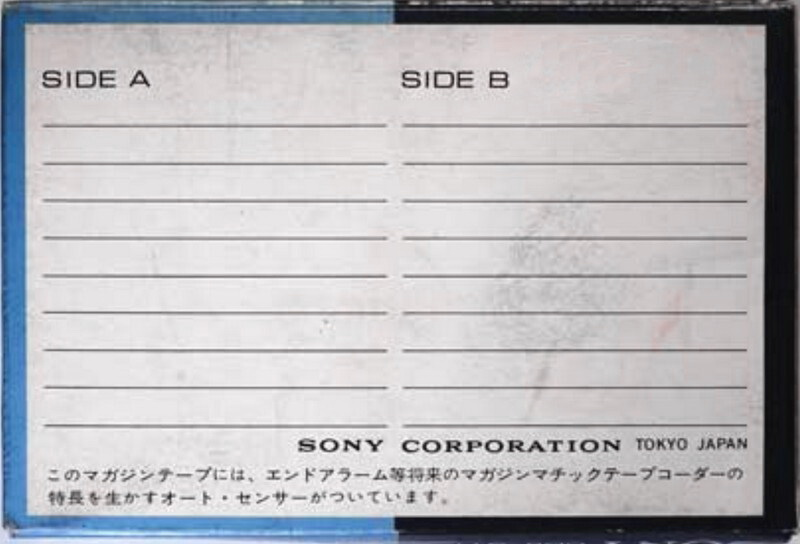 SIDE A
SIDE B
SONY CORPORATION TOKYO JAPAN
このマガジンテープには、エンドアラーム等将来のマガジンマチックテープコーダーの
特長を生かすオート・センサーがついています。